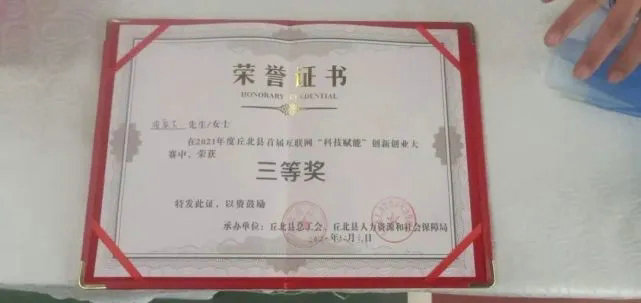 荣誉证书
HONORARY CREDENTIAL
先生/女士
在2021年度丘北县首届互联网“科技赋能”创新创业大
赛中，荣获
三等奖
特发此证，以资鼓励
承办单位：丘北县总工会、丘北县人力资源和社会保障局